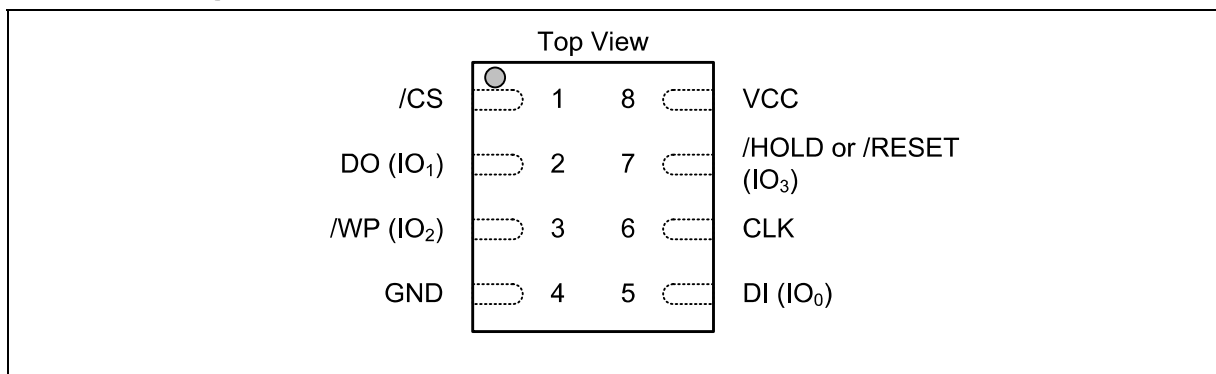 Top View
/CS 1 8 VCC
DO (IO₁) 2 7 /HOLD or /RESET
(IO₃)
/WP (IO₂) 3 6 CLK
GND 4 5 DI (IO₀)